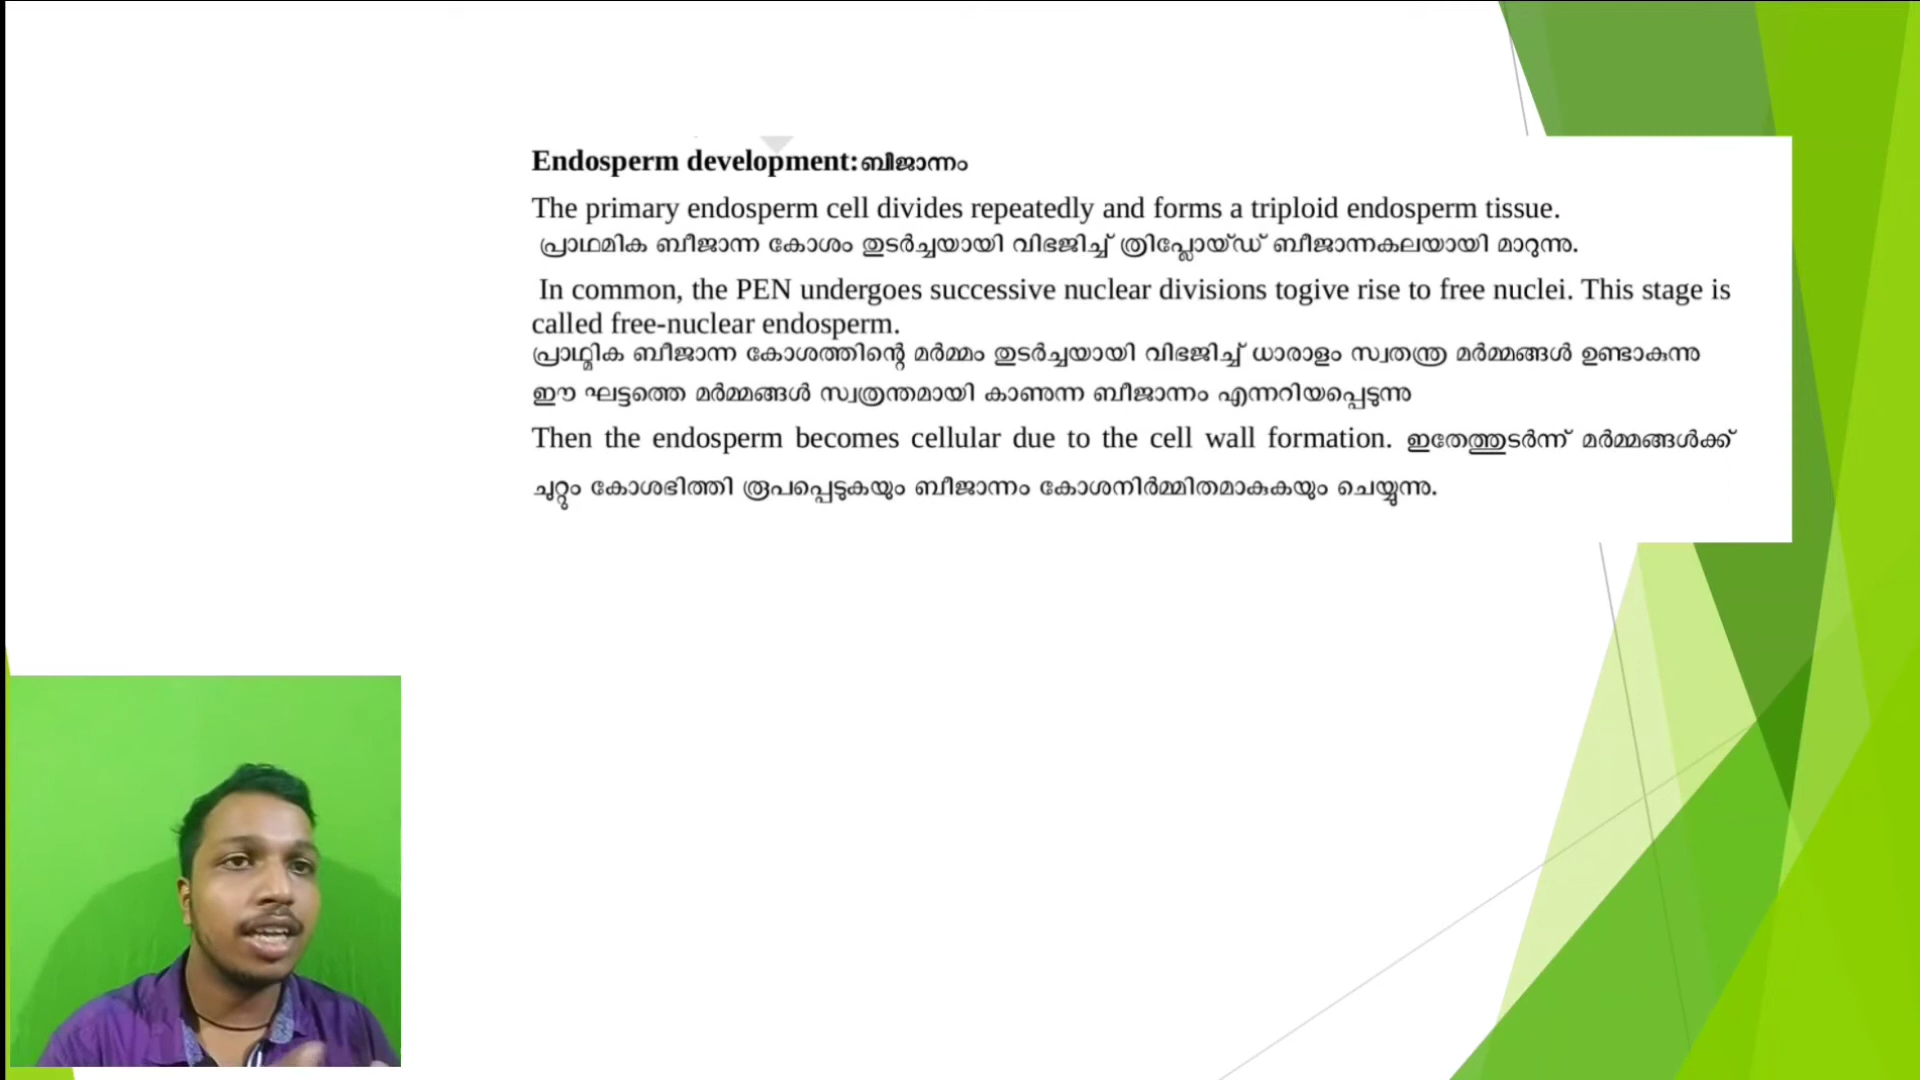 Endosperm development:ബീജാന്നം
The primary endosperm cell divides repeatedly and forms a triploid endosperm tissue.
പ്രാഥമിക ബീജാന്ന കോശം തുടർച്ചയായി വിഭജിച്ച് ത്രിപ്ലോയ്ഡ് ബീജാന്നകലയായി മാറുന്നു.
In common, the PEN undergoes successive nuclear divisions togive rise to free nuclei. This stage is
called free-nuclear endosperm.
പ്രാഥ്മിക ബീജാന്ന കോശത്തിന്റെ മർമ്മം തുടർച്ചയായി വിഭജിച്ച് ധാരാളം സ്വതന്ത്ര മർമ്മങ്ങൾ ഉണ്ടാകുന്നു
ഈ ഘട്ടത്തെ മർമ്മങ്ങൾ സ്വത്രന്തമായി കാണുന്ന ബീജാന്നം എന്നറിയപ്പെടുന്നു
Then the endosperm becomes cellular due to the cell wall formation. ഇതേത്തുടർന്ന് മർമ്മങ്ങൾക്ക്
ചുറ്റും കോശഭിത്തി രൂപപ്പെടുകയും ബീജാന്നം കോശനിർമ്മിതമാകുകയും ചെയ്യുന്നു.